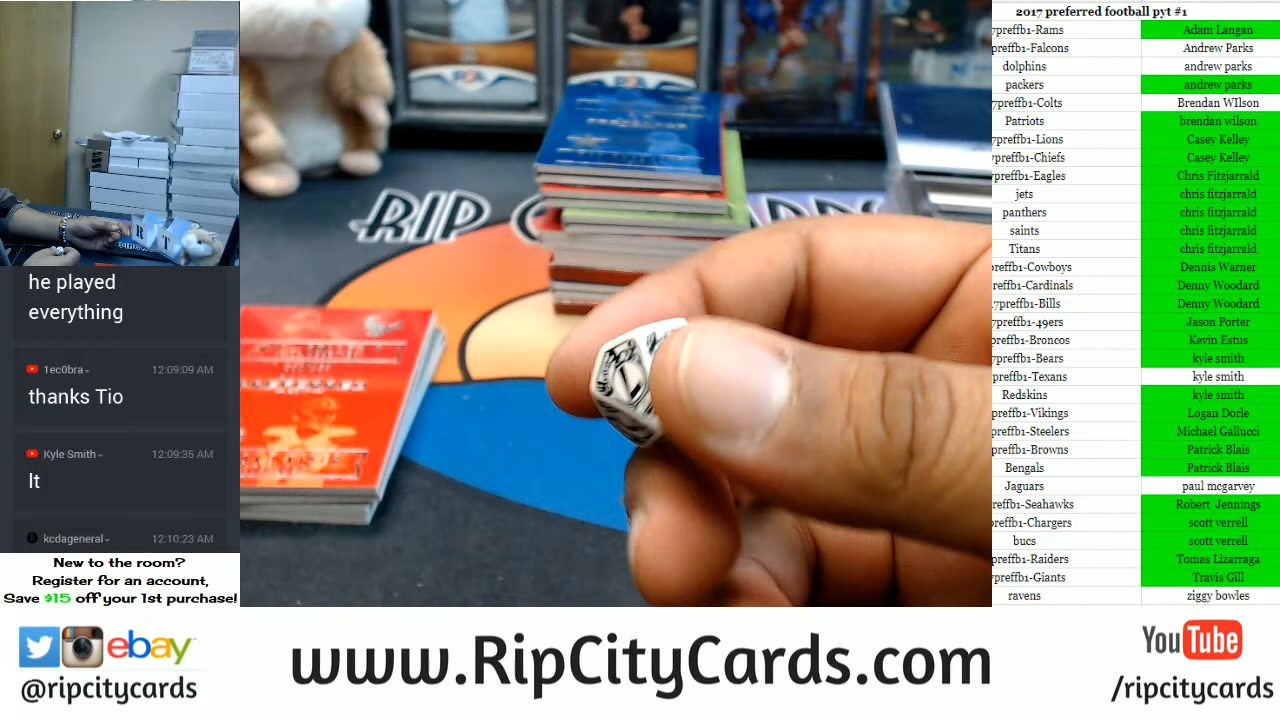 he played
everything
1ec0bra
12:09:09 AM
thanks Tio
Kyle Smith
12:09:35 AM
It
kcdageneral
12:10:23 AM
New to the room?
Register for an account,
Save $15 off your 1st purchase!
RIP
2017 preferred football pyt #1
7preffb1-Rams Adam Langan
preffb1-Falcons Andrew Parks
dolphins andrew parks
packers andrew parks
7preffb1-Colts Brendan WIlson
Patriots brendan wilson
7preffb1-Lions Casey Kelley
preffb1-Chiefs Casey Kelley
preffb1-Eagles Chris Fitzjarrald
jets chris fitzjarrald
panthers chris fitzjarrald
saints chris fitzjarrald
Titans chris fitzjarrald
reffb1-Cowboys Dennis Warner
reffb1-Cardinals Denny Woodard
17preffb1-Bills Denny Woodard
7preffb1-49ers Jason Porter
reffb1-Broncos Kevin Estus
7preffb1-Bears kyle smith
preffb1-Texans kyle smith
Redskins kyle smith
preffb1-Vikings Logan Dorle
reffb1-Steelers Michael Gallucci
preffb1-Browns Patrick Blais
Bengals Patrick Blais
Jaguars paul mcgarvey
reffb1-Seahawks Robert Jennings
reffb1-Chargers scott verrell
bucs scott verrell
preffb1-Raiders Tomas Lizarraga
preffb1-Giants Travis Gill
ravens ziggy bowles
ebay
@ripcitycards
www.RipCityCards.com
YouTube
/ripcitycards